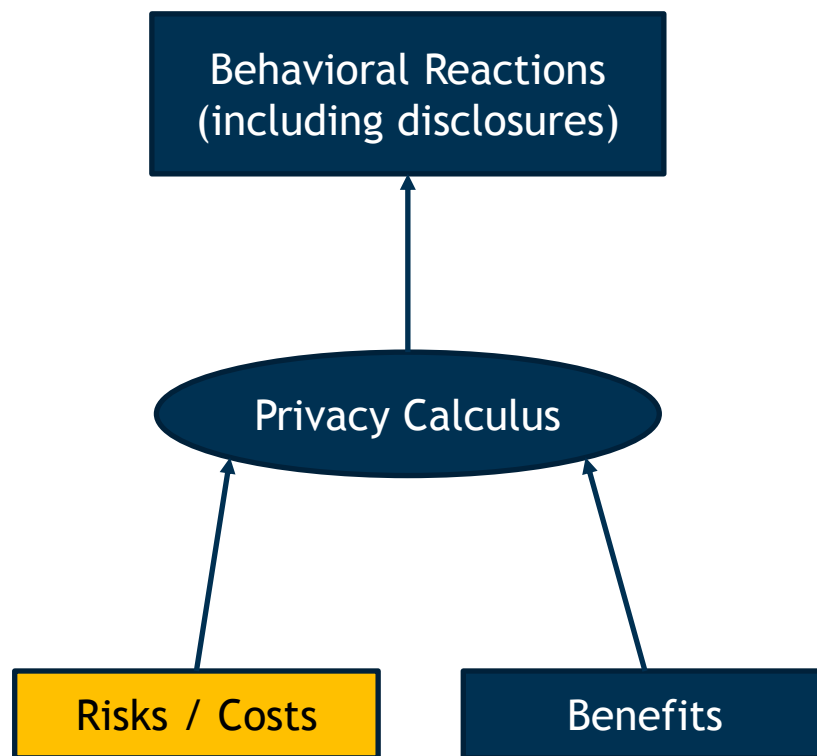 Behavioral Reactions
(including disclosures)
Privacy Calculus
Risks / Costs
Benefits